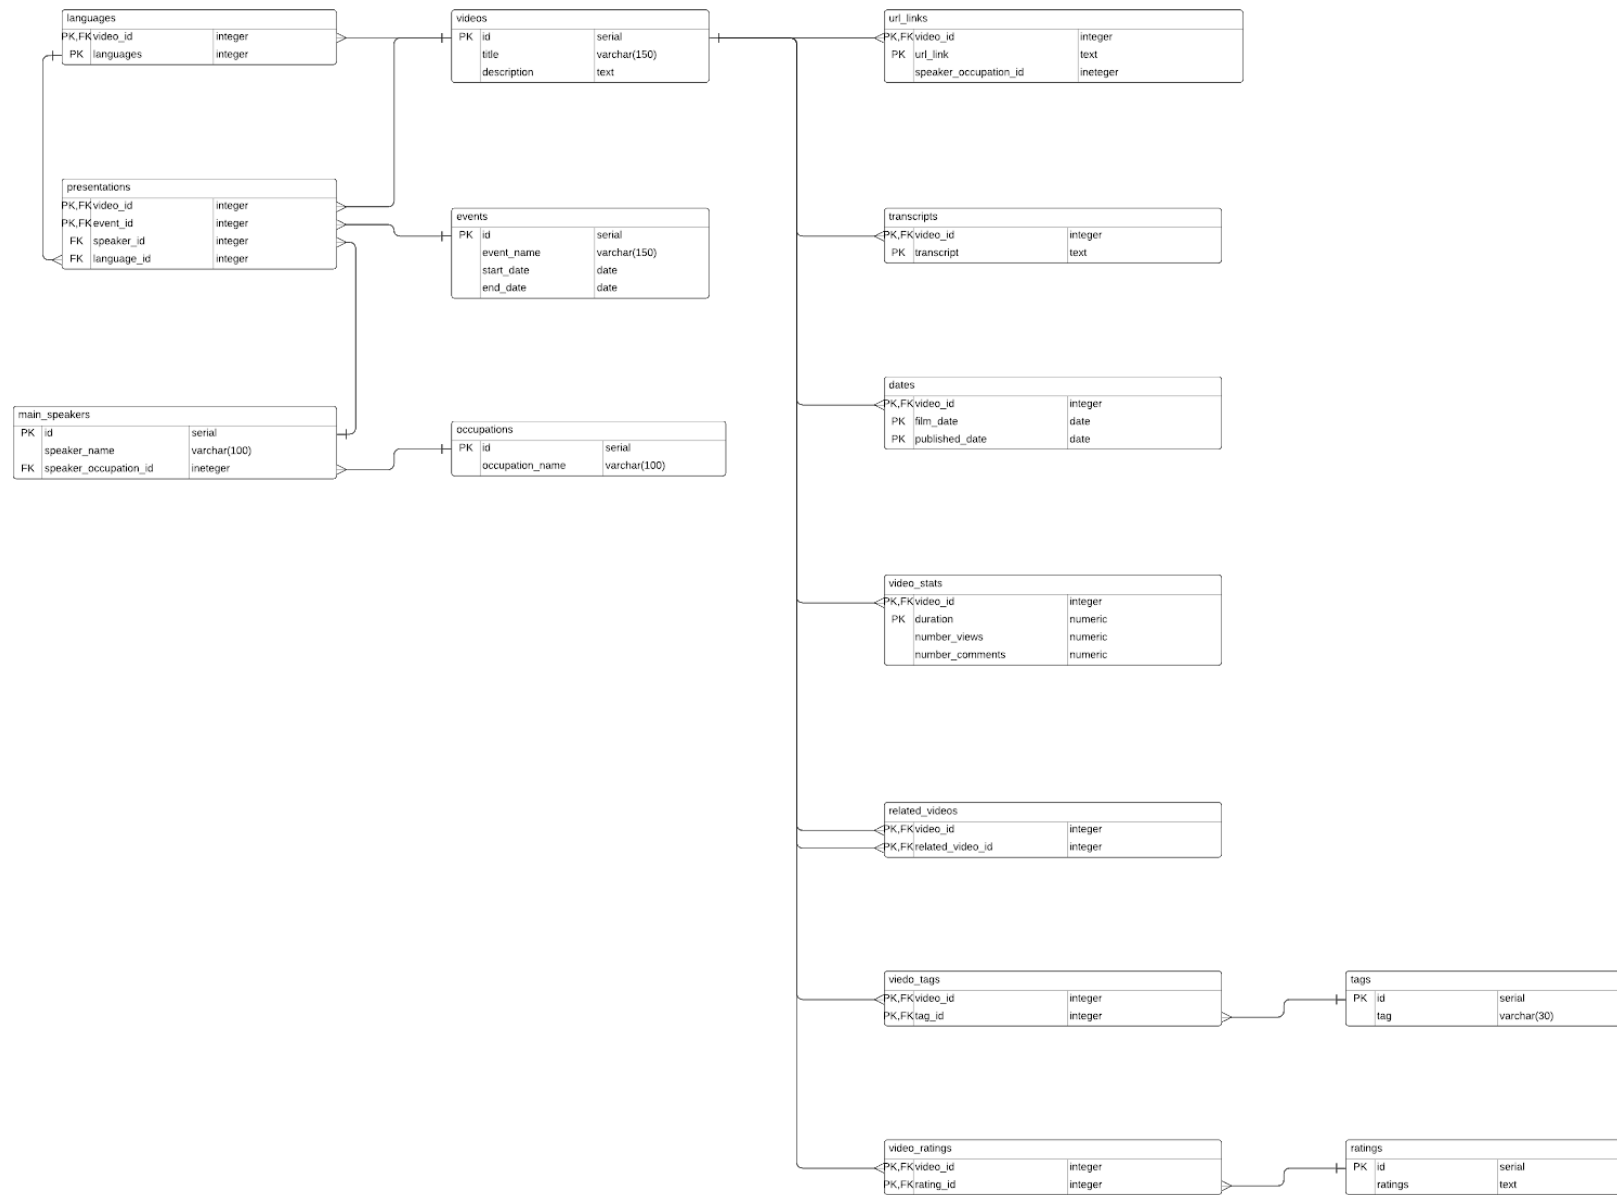 languages
PK,FK video_id integer
PK languages integer
videos
PK id serial
title varchar(150)
description text
url_links
PK,FK video_id integer
PK url_link text
speaker_occupation_id ineteger
presentations
PK,FK video_id integer
PK,FK event_id integer
FK speaker_id integer
FK language_id integer
events
PK id serial
event_name varchar(150)
start_date date
end_date date
transcripts
PK,FK video_id integer
PK transcript text
dates
PK,FK video_id integer
PK film_date date
PK published_date date
main_speakers
PK id serial
speaker_name varchar(100)
FK speaker_occupation_id ineteger
occupations
PK id serial
occupation_name varchar(100)
video_stats
PK,FK video_id integer
PK duration numeric
number_views numeric
number_comments numeric
related_videos
PK,FK video_id integer
PK,FK related_video_id integer
viedo_tags
PK,FK video_id integer
PK,FK tag_id integer
tags
PK id serial
tag varchar(30)
video_ratings
PK,FK video_id integer
PK,FK rating_id integer
ratings
PK id serial
ratings text